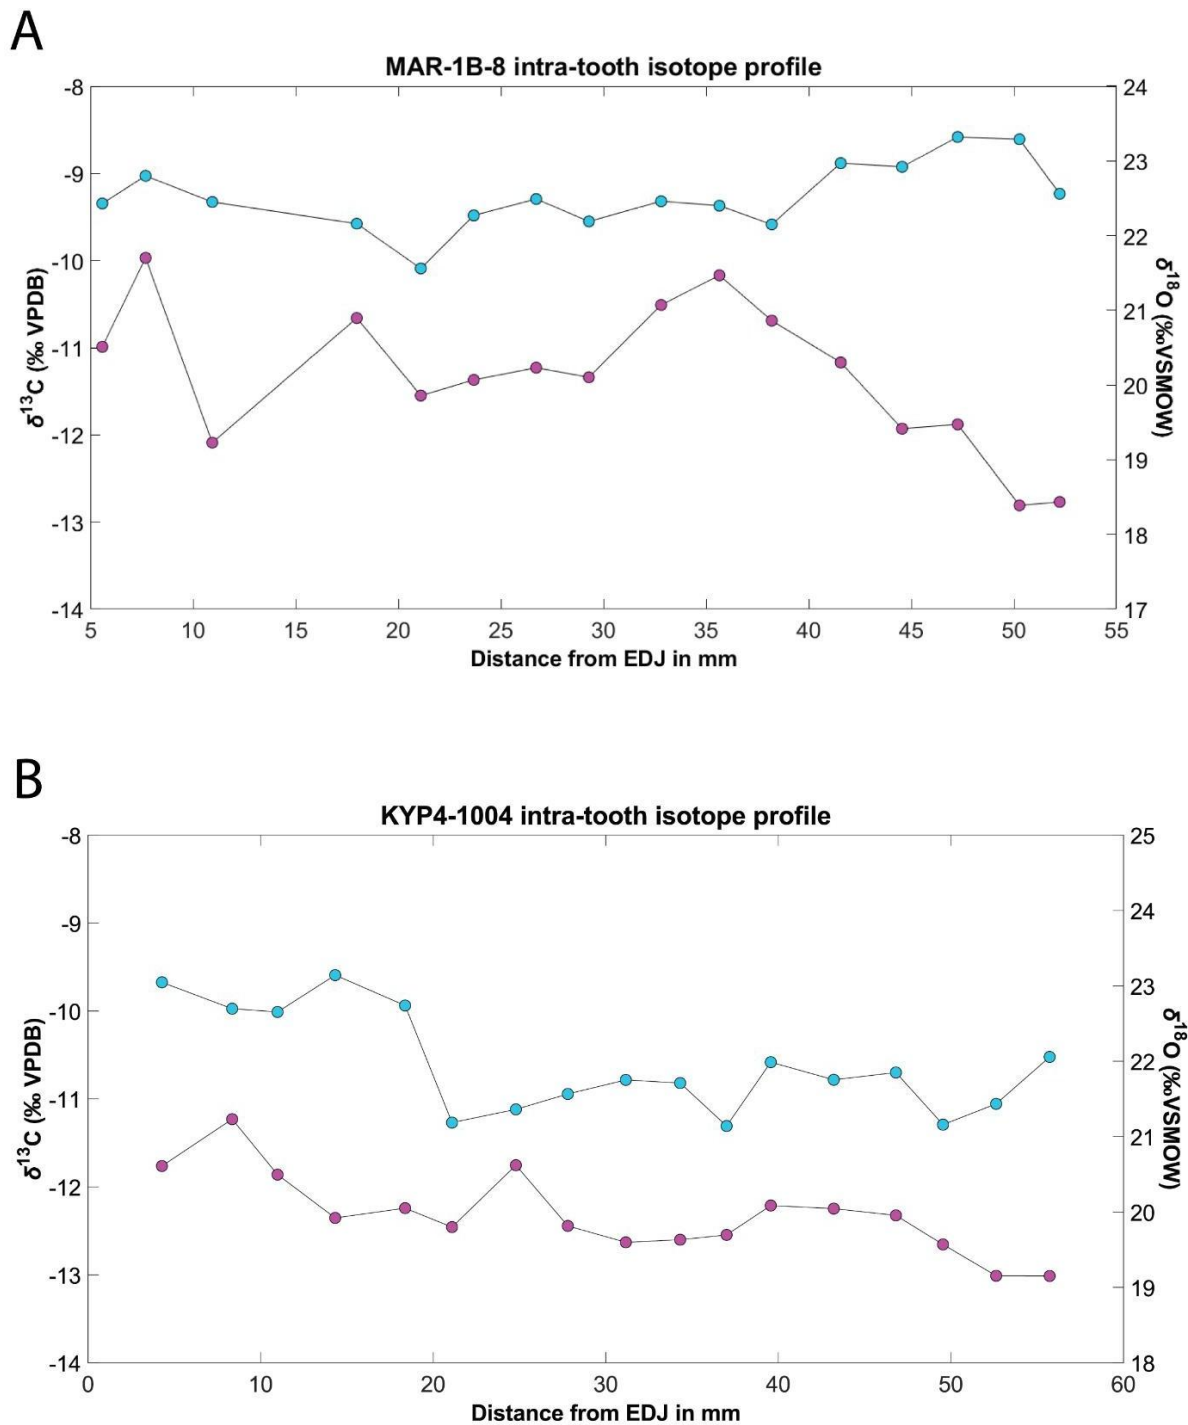 A
MAR-1B-8 intra-tooth isotope profile
-8
-9
-10
-11
-12
-13
-14
δ13C (‰ VPDB)
24
23
22
21
20
19
18
17
δ18O (‰VSMOW)
5 10 15 20 25 30 35 40 45 50 55
Distance from EDJ in mm
B
KYP4-1004 intra-tooth isotope profile
-8
-9
-10
-11
-12
-13
-14
δ13C (‰ VPDB)
25
24
23
22
21
20
19
18
δ18O (‰VSMOW)
0 10 20 30 40 50 60
Distance from EDJ in mm